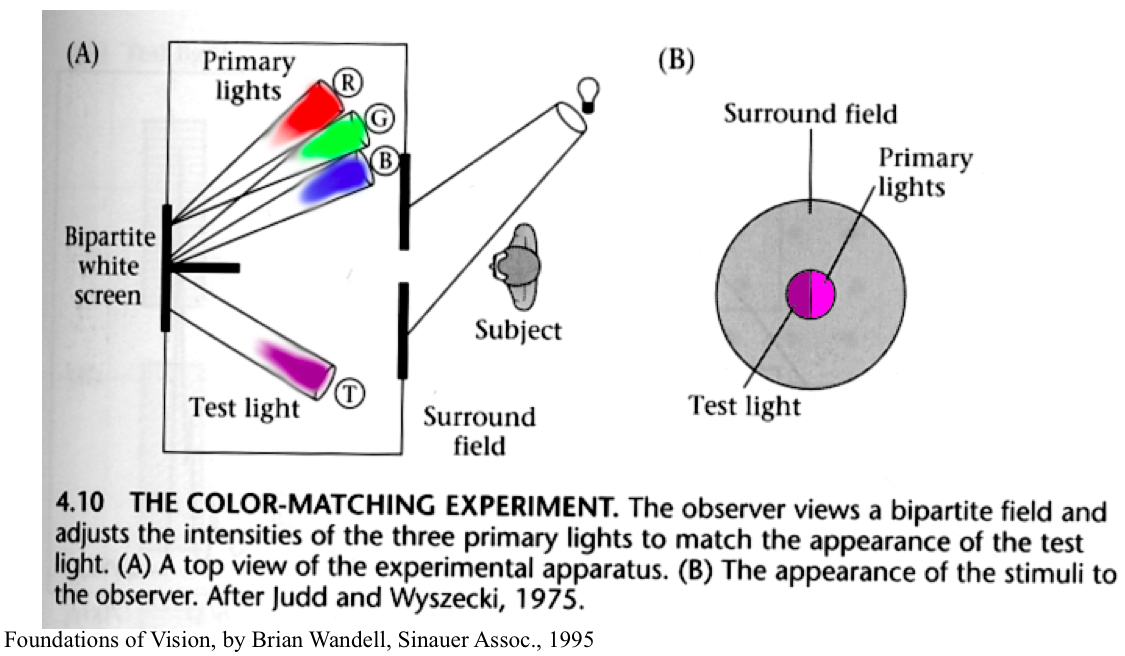 (A)
Primary
lights
R
G
B
Bipartite
white
screen
Subject
Test light
T
Surround
field
(B)
Surround field
Primary
lights
Test light
4.10 THE COLOR-MATCHING EXPERIMENT. The observer views a bipartite field and
adjusts the intensities of the three primary lights to match the appearance of the test
light. (A) A top view of the experimental apparatus. (B) The appearance of the stimuli to
the observer. After Judd and Wyszecki, 1975.
Foundations of Vision, by Brian Wandell, Sinauer Assoc., 1995